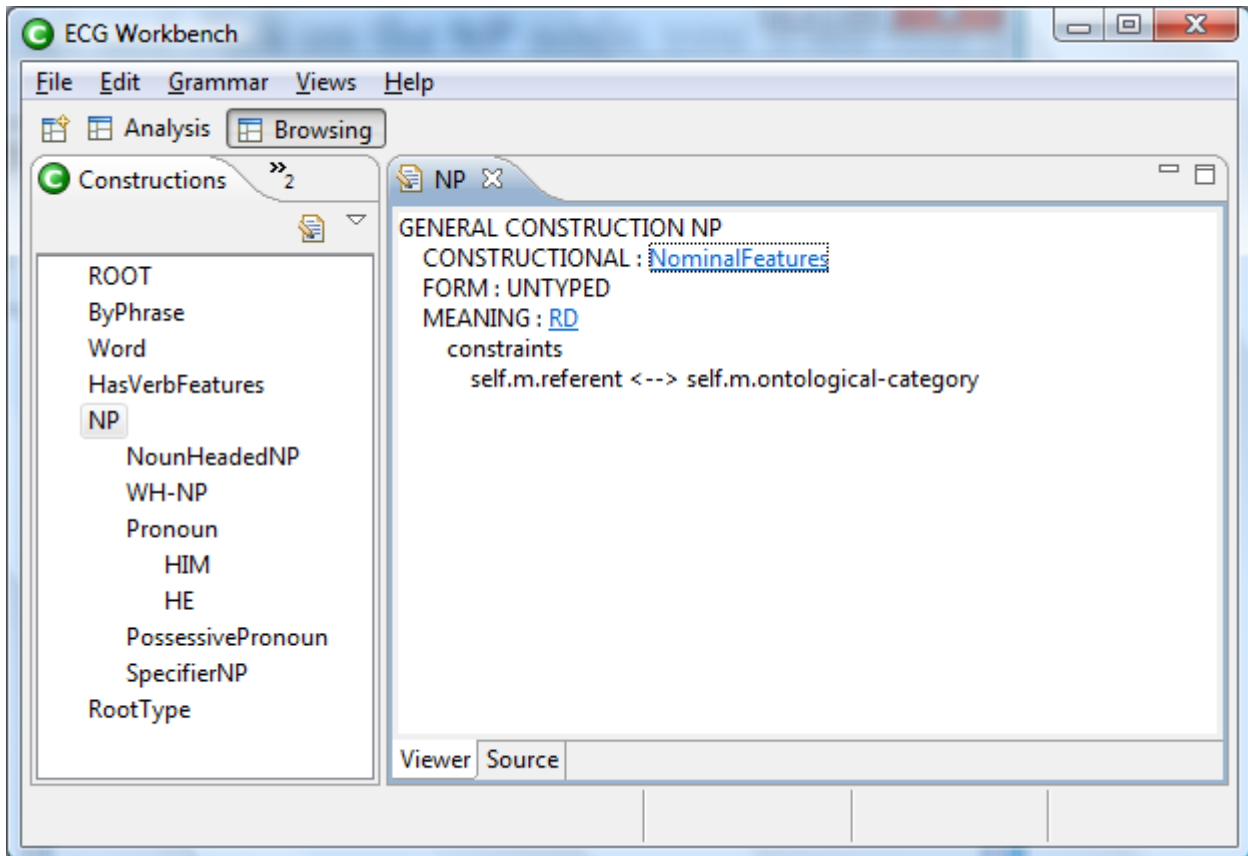 ECG Workbench
File Edit Grammar Views Help
Analysis Browsing
Constructions »2
NP
ROOT
ByPhrase
Word
HasVerbFeatures
NP
NounHeadedNP
WH-NP
Pronoun
HIM
HE
PossessivePronoun
SpecifierNP
RootType
GENERAL CONSTRUCTION NP
CONSTRUCTIONAL : NominalFeatures
FORM : UNTYPED
MEANING : RD
constraints
self.m.referent <--> self.m.ontological-category
Viewer Source